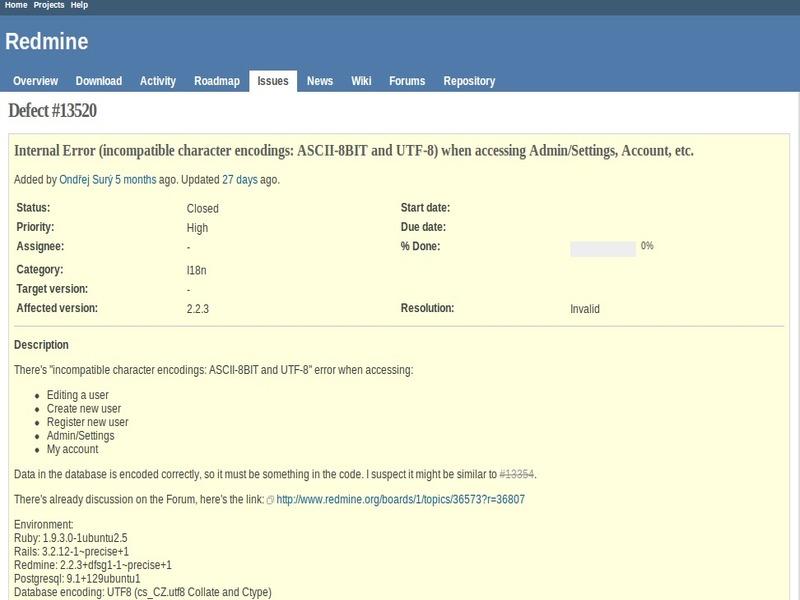 Home Projects Help
Redmine
Overview Download Activity Roadmap Issues News Wiki Forums Repository
Defect #13520
Internal Error (incompatible character encodings: ASCII-8BIT and UTF-8) when accessing Admin/Settings, Account, etc.
Added by Ondřej Surý 5 months ago. Updated 27 days ago.
Status: Closed Start date:
Priority: High Due date:
Assignee: - % Done: 0%
Category: I18n
Target version: -
Affected version: 2.2.3 Resolution: Invalid
Description
There's "incompatible character encodings: ASCII-8BIT and UTF-8" error when accessing:
• Editing a user
• Create new user
• Register new user
• Admin/Settings
• My account
Data in the database is encoded correctly, so it must be something in the code. I suspect it might be similar to #13354.
There's already discussion on the Forum, here's the link: http://www.redmine.org/boards/1/topics/36573?r=36807
Environment:
Ruby: 1.9.3.0-1ubuntu2.5
Rails: 3.2.12-1~precise+1
Redmine: 2.2.3+dfsg1-1~precise+1
Postgresql: 9.1+129ubuntu1
Database encoding: UTF8 (cs_CZ.utf8 Collate and Ctype)